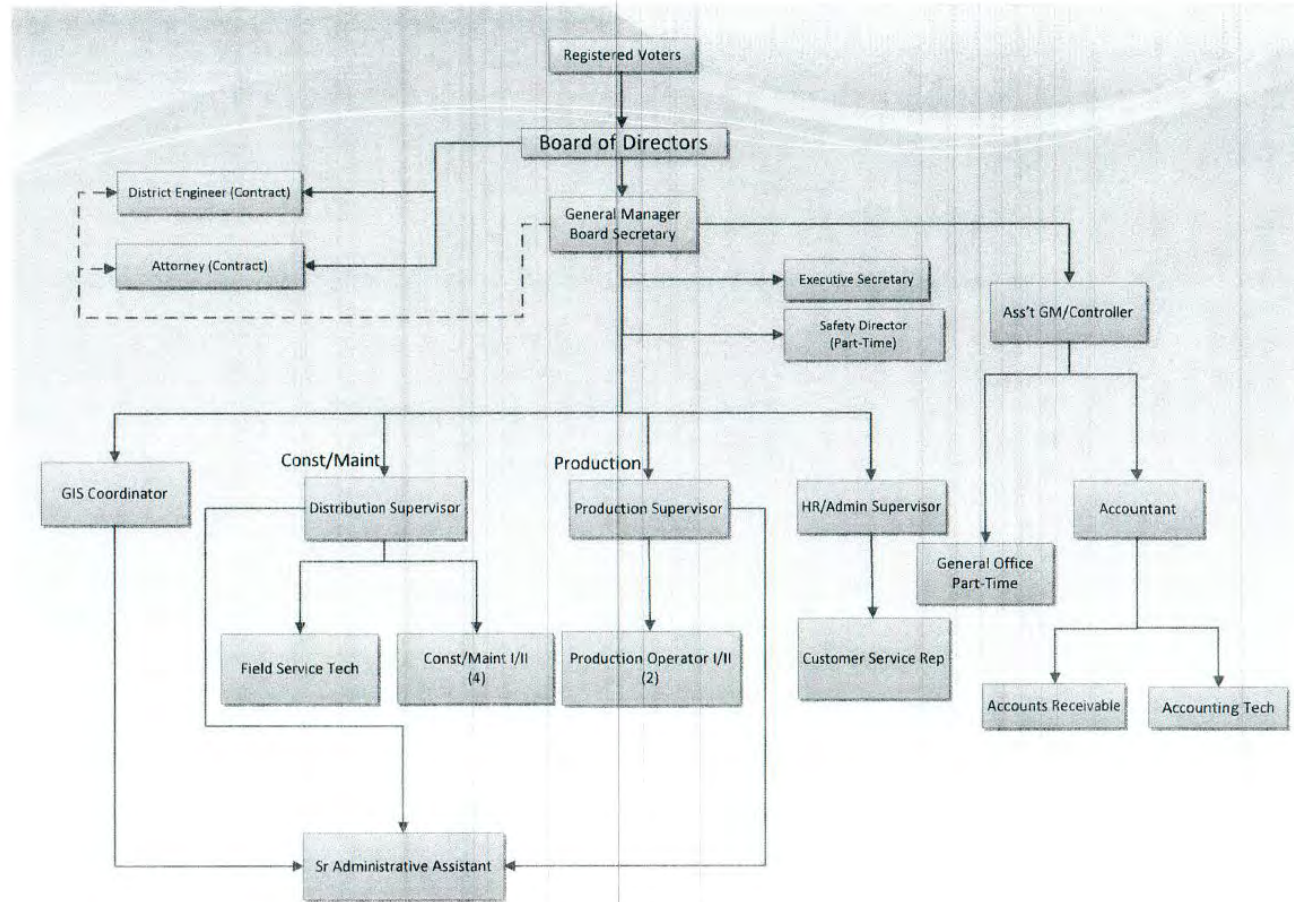 Registered Voters
Board of Directors
District Engineer (Contract)
General Manager
Board Secretary
Attorney (Contract)
Executive Secretary
Ass't GM/Controller
Safety Director
(Part-Time)
Const/Maint
Production
GIS Coordinator
Distribution Supervisor
Production Supervisor
HR/Admin Supervisor
Accountant
General Office
Part-Time
Field Service Tech
Const/Maint I/II
(4)
Production Operator I/II
(2)
Customer Service Rep
Accounts Receivable
Accounting Tech
Sr Administrative Assistant